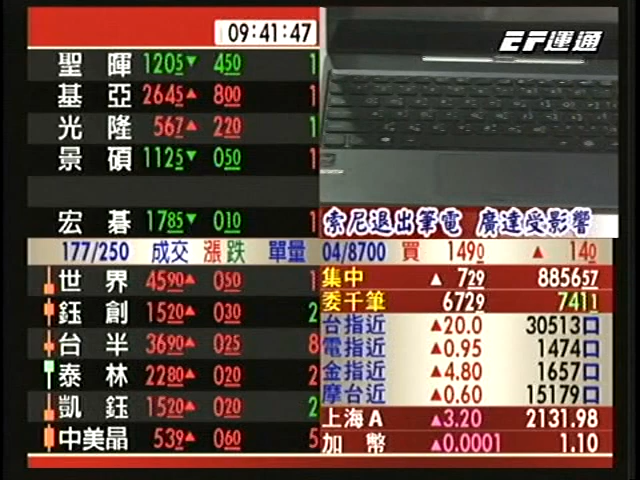 09:41:47
EF運通
聖暉 1205▼ 450 1
基亞 2645▲ 800 1
光隆 567▲ 220 1
景碩 1125▼ 050 1
宏碁 1785▼ 010 1
索尼退出筆電 廣達受影響
177/250 成交 漲跌 單量
04/8700 買 1490 ▲ 140
世界 4590▲ 050 1
鈺創 1520▲ 030 2
台半 3690▲ 025 8
泰林 2280▲ 020 2
凱鈺 1520▲ 020 2
中美晶 539▲ 060 5
集中 ▲ 729 885657
委千筆 6729 7411
台指近 ▲20.0 30513口
電指近 ▲0.95 1474口
金指近 ▲4.80 1657口
摩台近 ▲0.60 15179口
上海A ▲3.20 2131.98
加幣 ▲0.0001 1.10